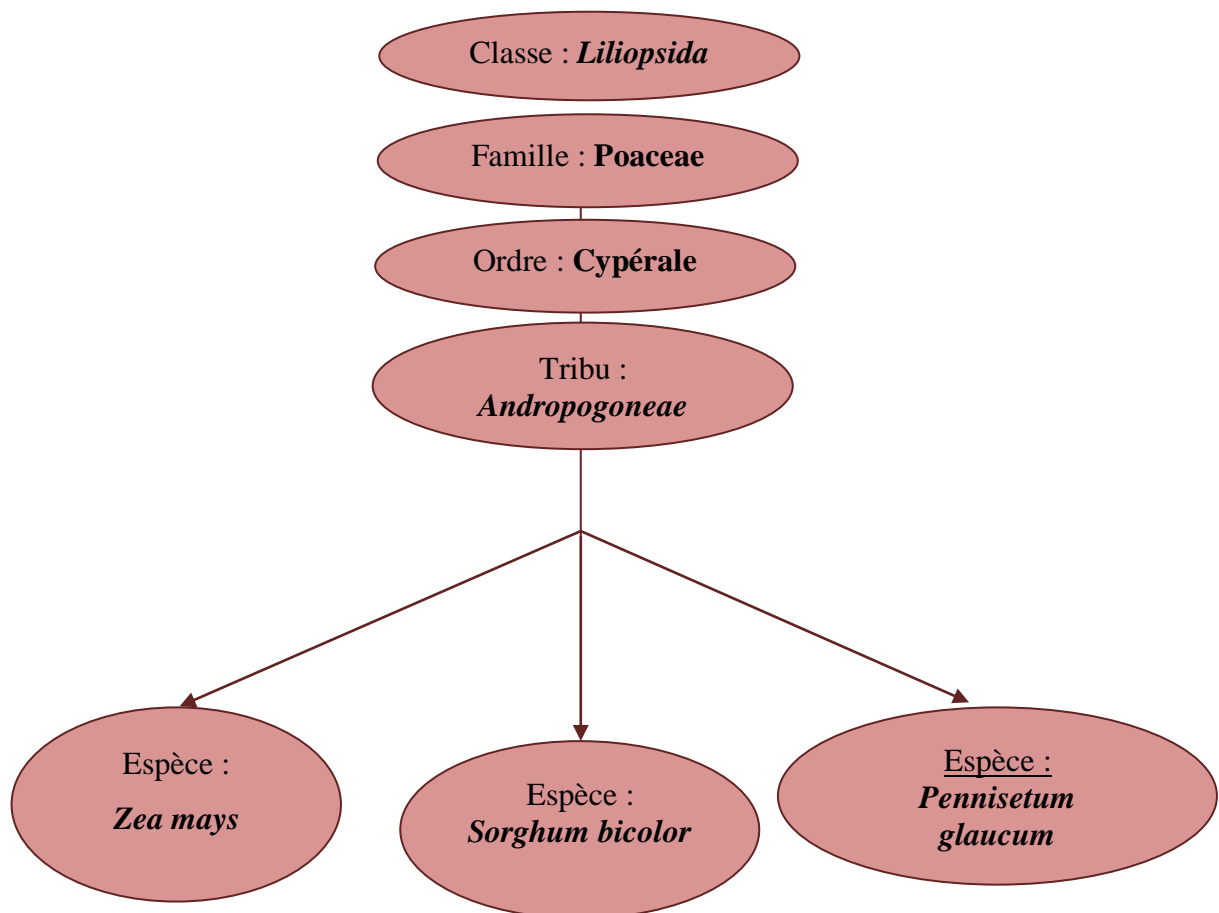 Classe : Liliopsida
Famille : Poaceae
Ordre : Cypérale
Tribu :
Andropogoneae
Espèce :
Zea mays
Espèce :
Sorghum bicolor
Espèce :
Pennisetum
glaucum